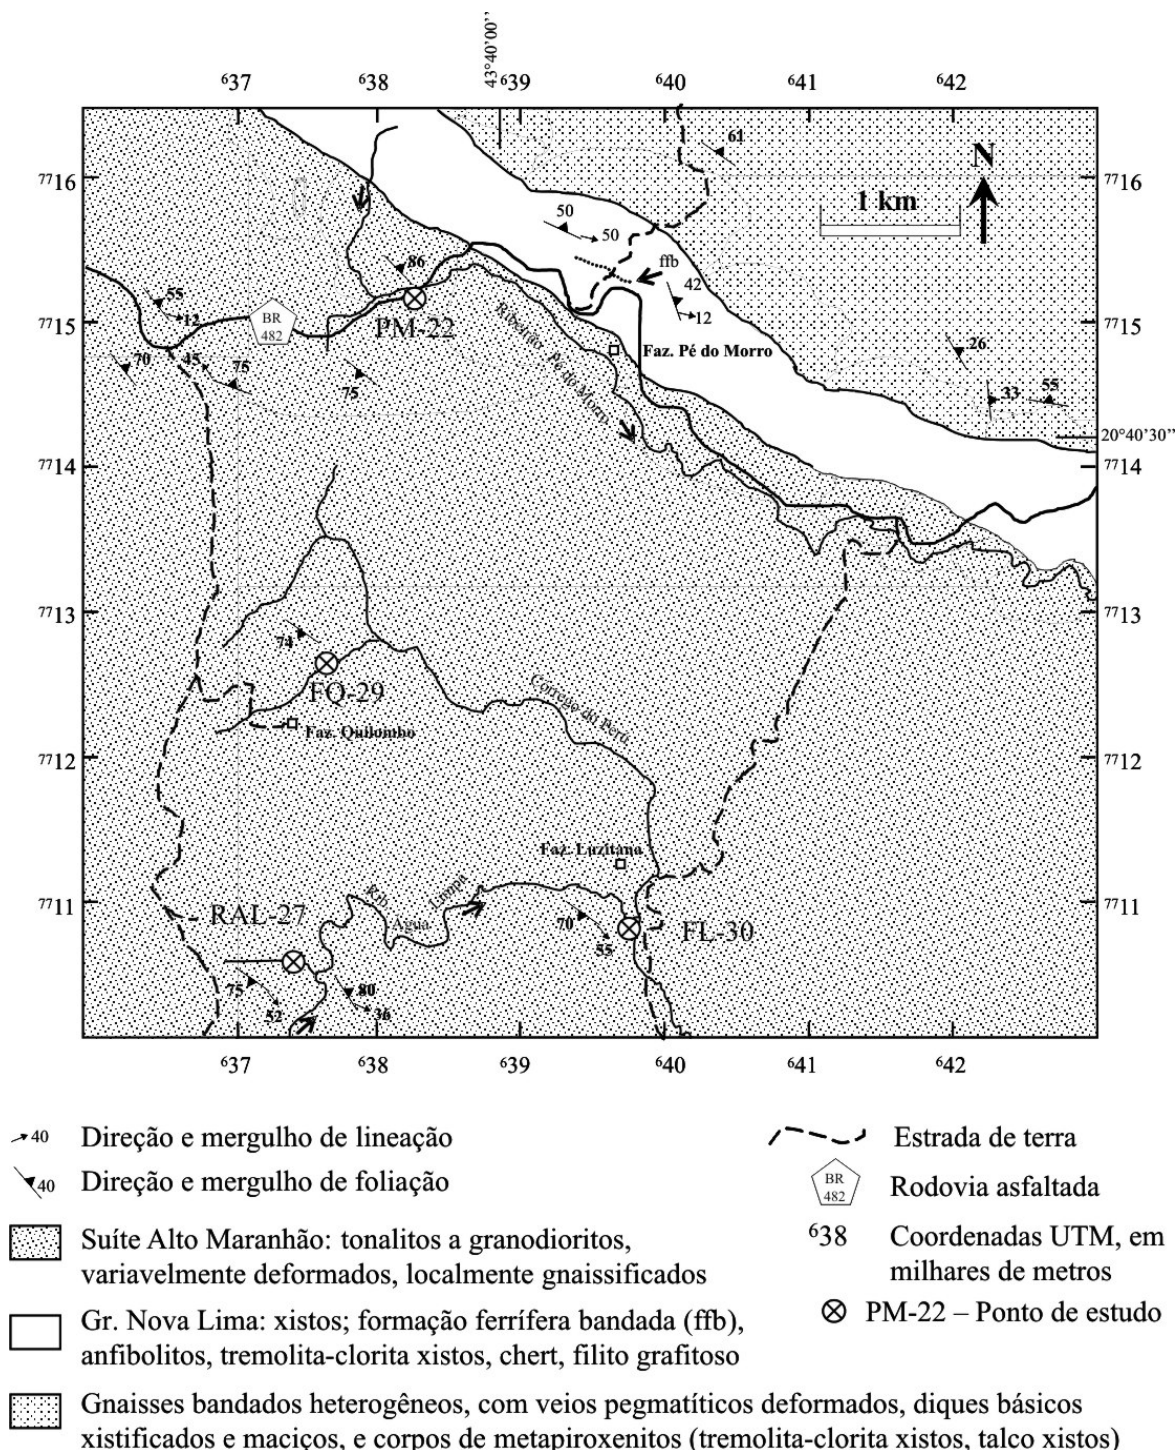 43°40'00''
⁶37 ⁶38 ⁶39 ⁶40 ⁶41 ⁶42
61
N
⁷⁷16 ⁷⁷16
1 km
50
50
ffb
86
42
55
12
12
⁷⁷15 ⁷⁷15
BR
482
PM-22
Ribeirão Pé do Morro
Faz. Pé do Morro
26
70
45
75
75
33
55
20°40'30''
⁷⁷14 ⁷⁷14
⁷⁷13 ⁷⁷13
74
FQ-29
Córrego do Peru
Faz. Quilombo
⁷⁷12 ⁷⁷12
Faz. Luzitana
Rib. Água Limpa
⁷⁷11 ⁷⁷11
RAL-27
70
FL-30
55
75
80
52
36
⁶37 ⁶38 ⁶39 ⁶40 ⁶41 ⁶42
40 Direção e mergulho de lineação
40 Direção e mergulho de foliação
Suíte Alto Maranhão: tonalitos a granodioritos,
variavelmente deformados, localmente gnaissificados
Gr. Nova Lima: xistos; formação ferrífera bandada (ffb),
anfibolitos, tremolita-clorita xistos, chert, filito grafitoso
Gnaisses bandados heterogêneos, com veios pegmatíticos deformados, diques básicos
xistificados e maciços, e corpos de metapiroxenitos (tremolita-clorita xistos, talco xistos)
Estrada de terra
BR
482
Rodovia asfaltada
⁶38 Coordenadas UTM, em
milhares de metros
PM-22 – Ponto de estudo